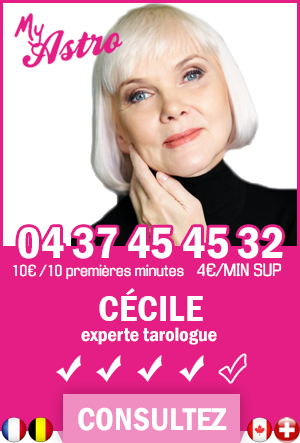 My
Astro
04 37 45 45 32
10€ /10 premières minutes 4€/MIN SUP
CÉCILE
experte tarologue
CONSULTEZ